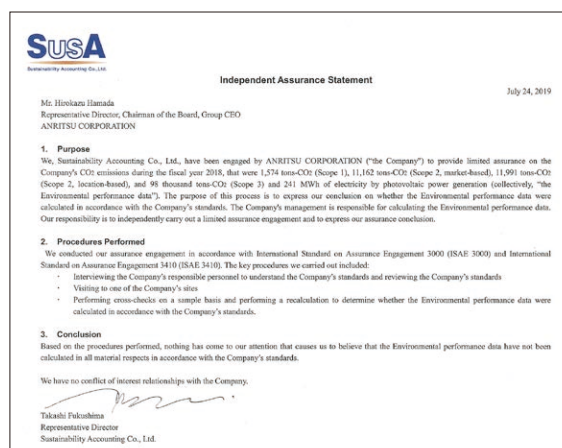 SUSA
Sustainability Accounting Co., Ltd.
Independent Assurance Statement
July 24, 2019
Mr. Hirokazu Hamada
Representative Director, Chairman of the Board, Group CEO
ANRITSU CORPORATION
1. Purpose
We, Sustainability Accounting Co., Ltd., have been engaged by ANRITSU CORPORATION ("the Company") to provide limited assurance on the
Company's CO2 emissions during the fiscal year 2018, that were 1,574 tons-CO2 (Scope 1), 11,162 tons-CO2 (Scope 2, market-based), 11,991 tons-CO2
(Scope 2, location-based), and 98 thousand tons-CO2 (Scope 3) and 241 MWh of electricity by photovoltaic power generation (collectively, "the
Environmental performance data"). The purpose of this process is to express our conclusion on whether the Environmental performance data were
calculated in accordance with the Company's standards. The Company's management is responsible for calculating the Environmental performance data.
Our responsibility is to independently carry out a limited assurance engagement and to express our assurance conclusion.
2. Procedures Performed
We conducted our assurance engagement in accordance with International Standard on Assurance Engagement 3000 (ISAE 3000) and International
Standard on Assurance Engagement 3410 (ISAE 3410). The key procedures we carried out included:
· Interviewing the Company's responsible personnel to understand the Company's standards and reviewing the Company's standards
· Visiting to one of the Company's sites
· Performing cross-checks on a sample basis and performing a recalculation to determine whether the Environmental performance data were
calculated in accordance with the Company's standards.
3. Conclusion
Based on the procedures performed, nothing has come to our attention that causes us to believe that the Environmental performance data have not been
calculated in all material respects in accordance with the Company's standards.
We have no conflict of interest relationships with the Company.
Takashi Fukushima
Representative Director
Sustainability Accounting Co., Ltd.